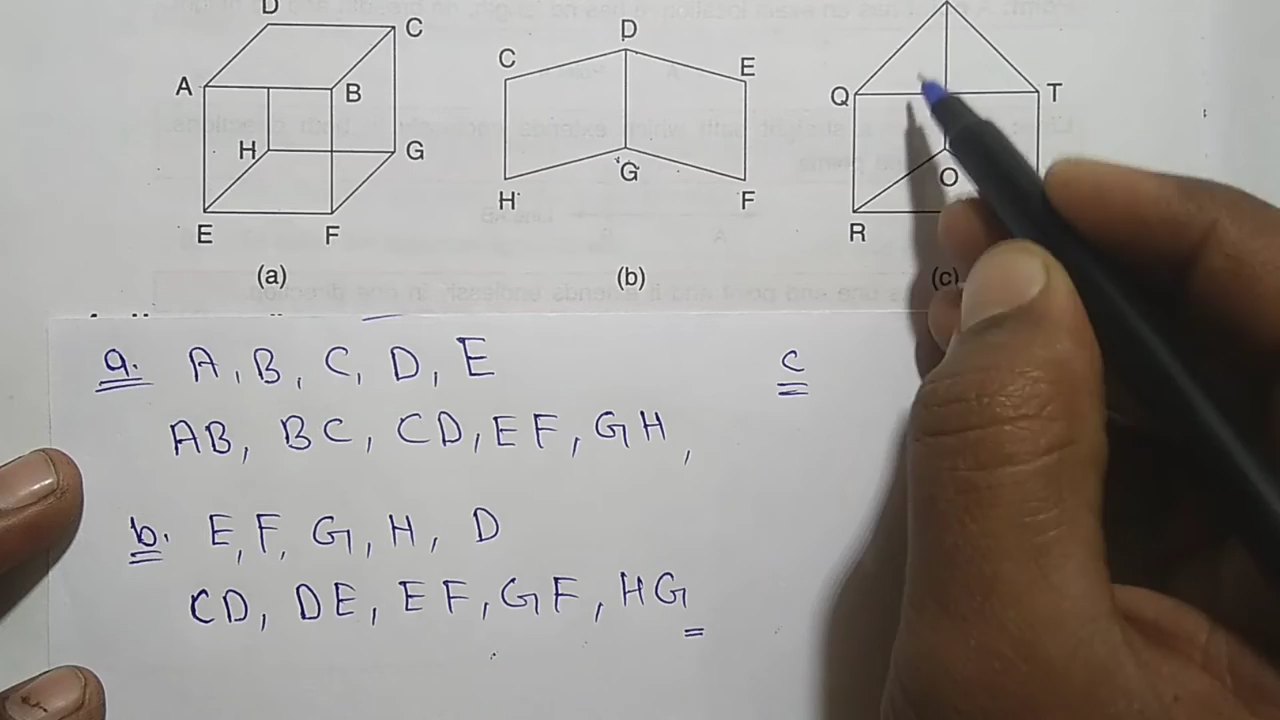 D
C
A
B
H
G
E
F
(a)
D
C
E
G
H
F
(b)
Q
T
O
R
(c)
a. A, B, C, D, E
AB, BC, CD, EF, GH,
b. E, F, G, H, D
CD, DE, EF, GF, HG
C